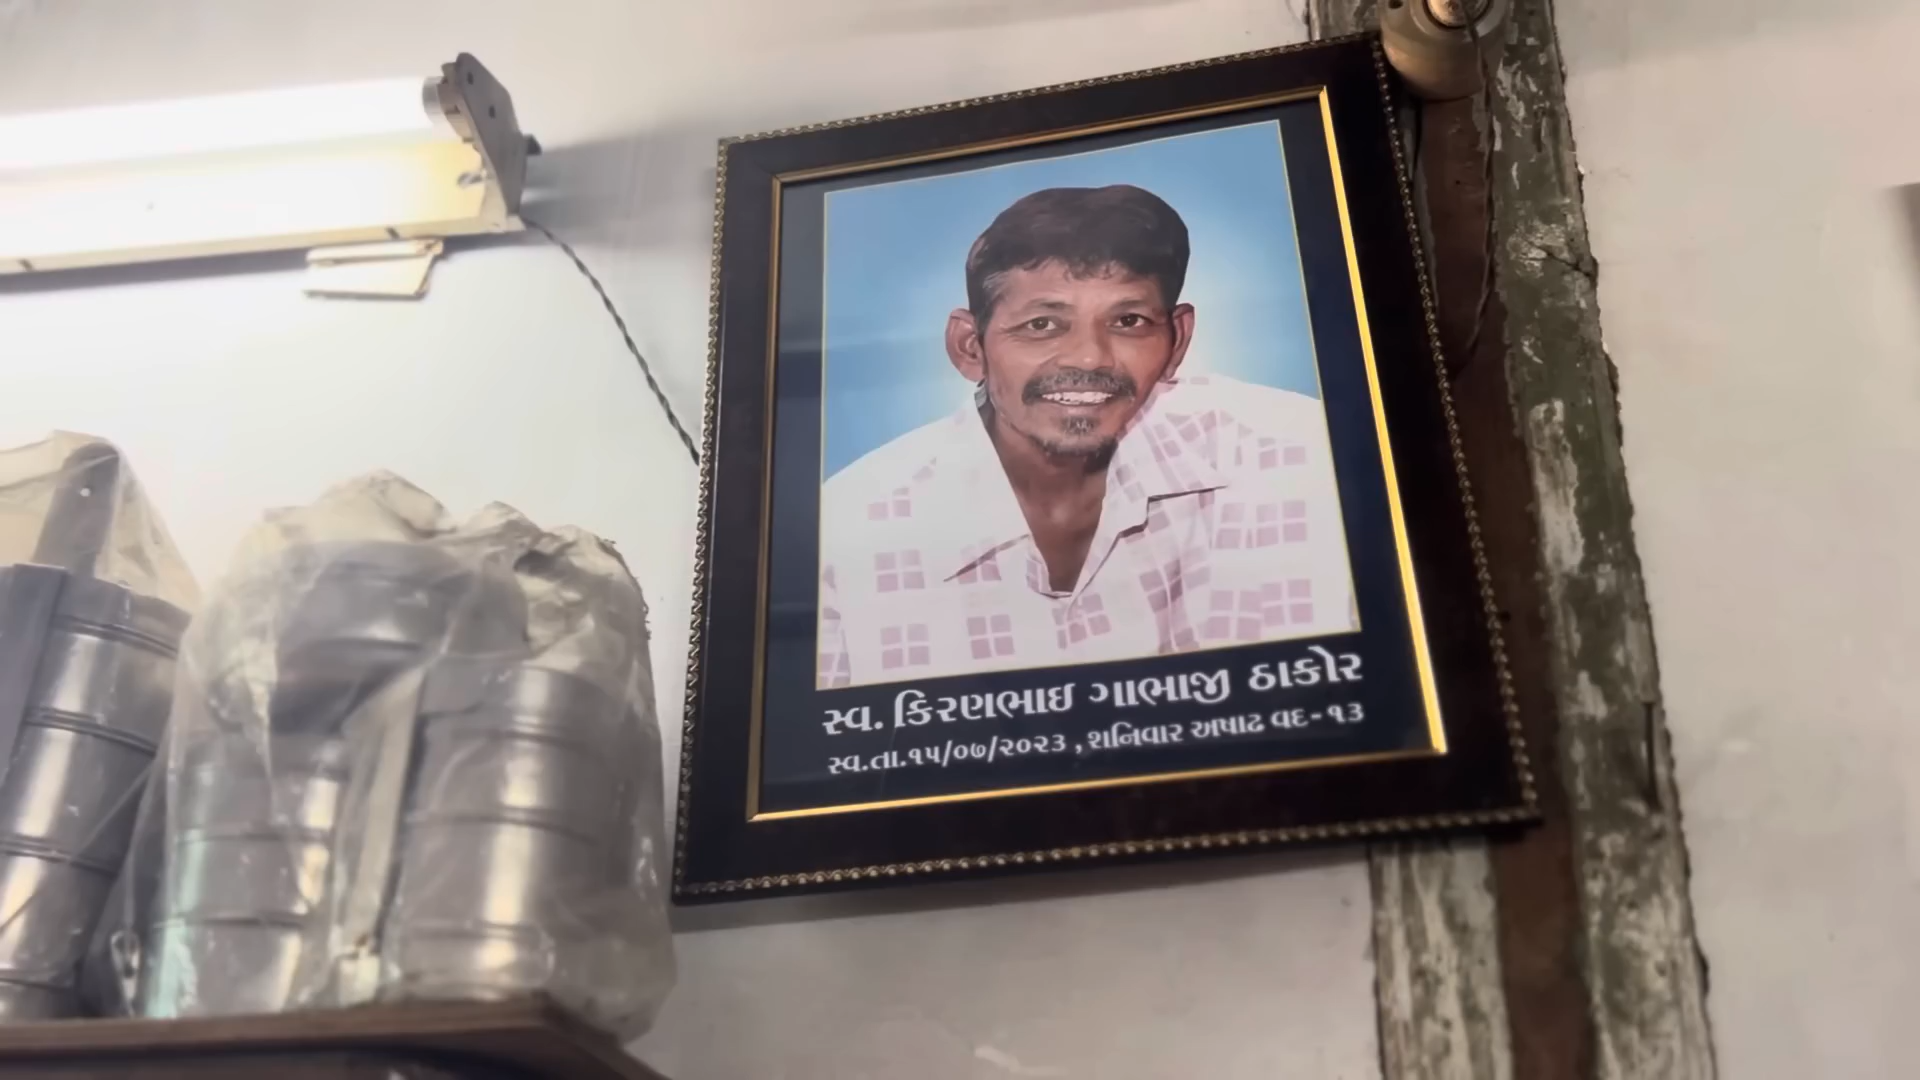 સ્વ. કિરણભાઇ ગાભાજી ઠાકોર
સ્વ.તા.૧૫/૦૭/૨૦૨૩ , શનિવાર અષાઢ વદ-૧૩